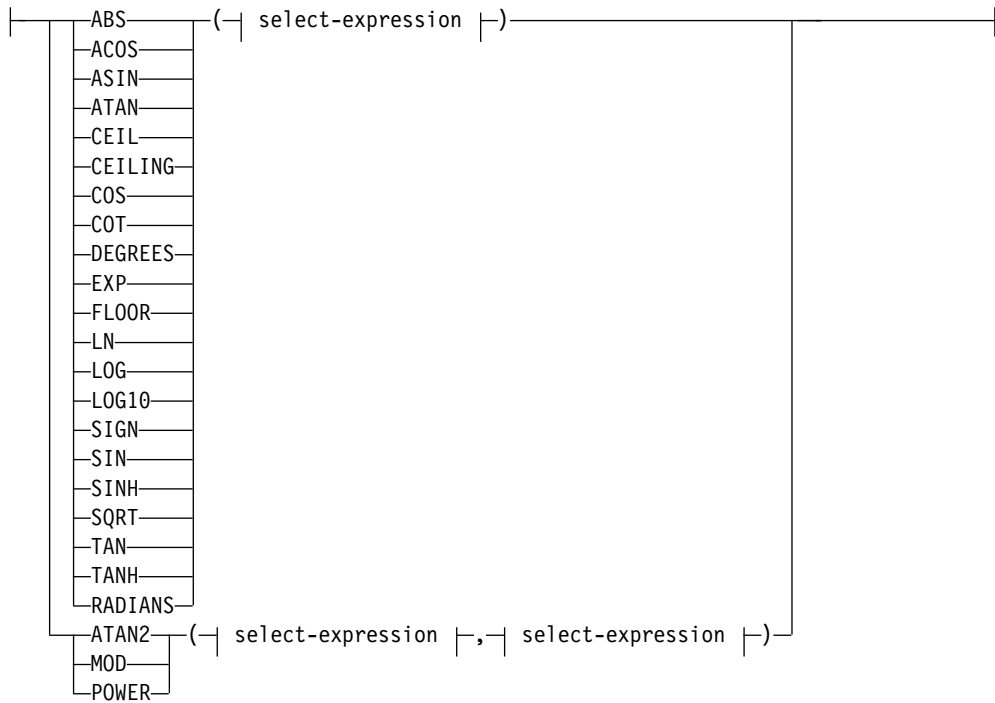 ABS ( select-expression )
ACOS
ASIN
ATAN
CEIL
CEILING
COS
COT
DEGREES
EXP
FLOOR
LN
LOG
LOG10
SIGN
SIN
SINH
SQRT
TAN
TANH
RADIANS
ATAN2 ( select-expression , select-expression )
MOD
POWER